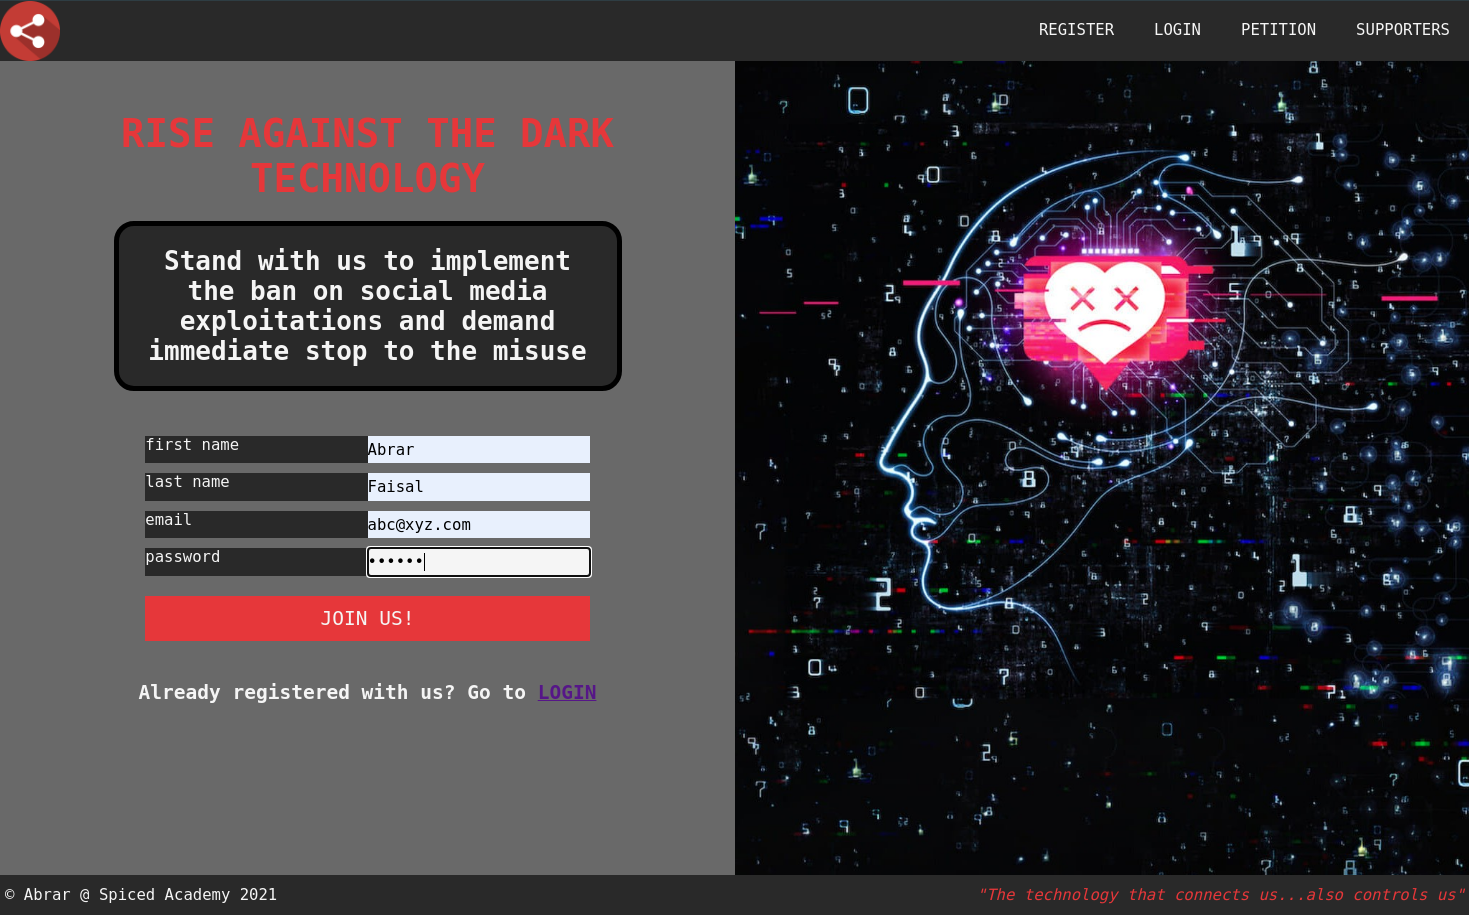 REGISTER LOGIN PETITION SUPPORTERS
RISE AGAINST THE DARK
TECHNOLOGY
Stand with us to implement
the ban on social media
exploitations and demand
immediate stop to the misuse
first name Abrar
last name Faisal
email abc@xyz.com
password ••••••
JOIN US!
Already registered with us? Go to LOGIN
© Abrar @ Spiced Academy 2021
"The technology that connects us...also controls us"